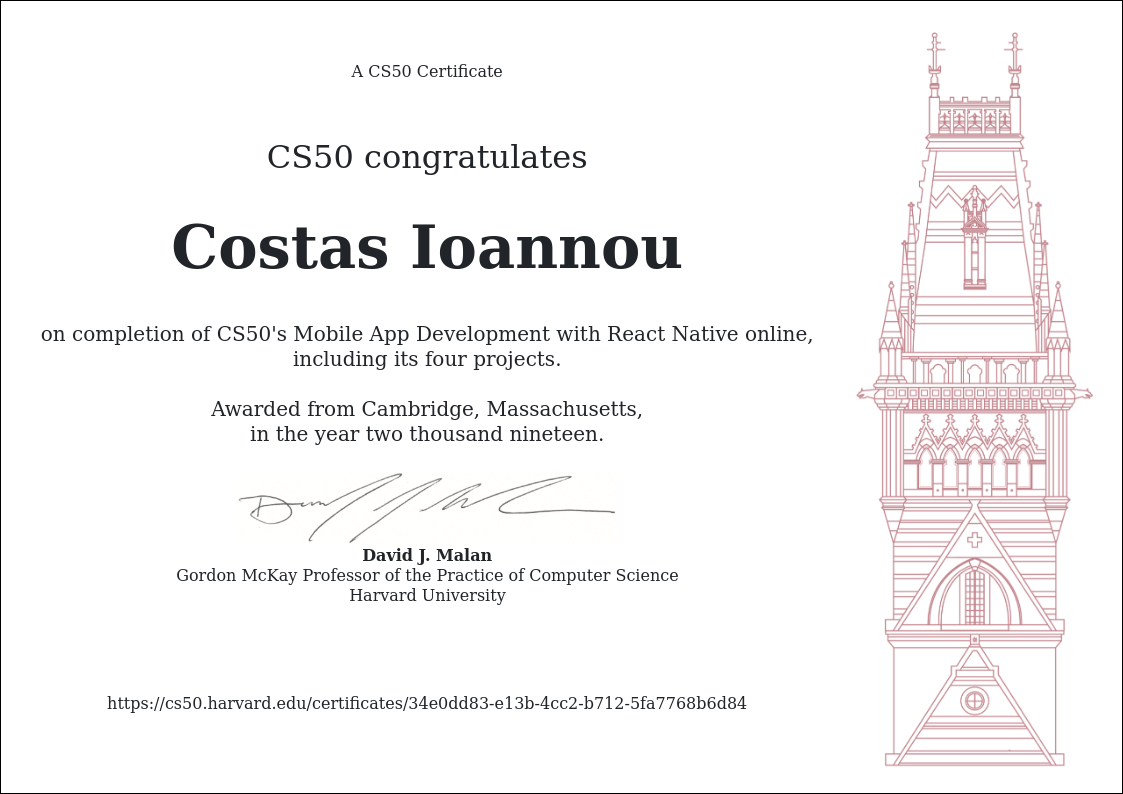 A CS50 Certificate
CS50 congratulates
Costas Ioannou
on completion of CS50's Mobile App Development with React Native online,
including its four projects.
Awarded from Cambridge, Massachusetts,
in the year two thousand nineteen.
David J. Malan
Gordon McKay Professor of the Practice of Computer Science
Harvard University
https://cs50.harvard.edu/certificates/34e0dd83-e13b-4cc2-b712-5fa7768b6d84